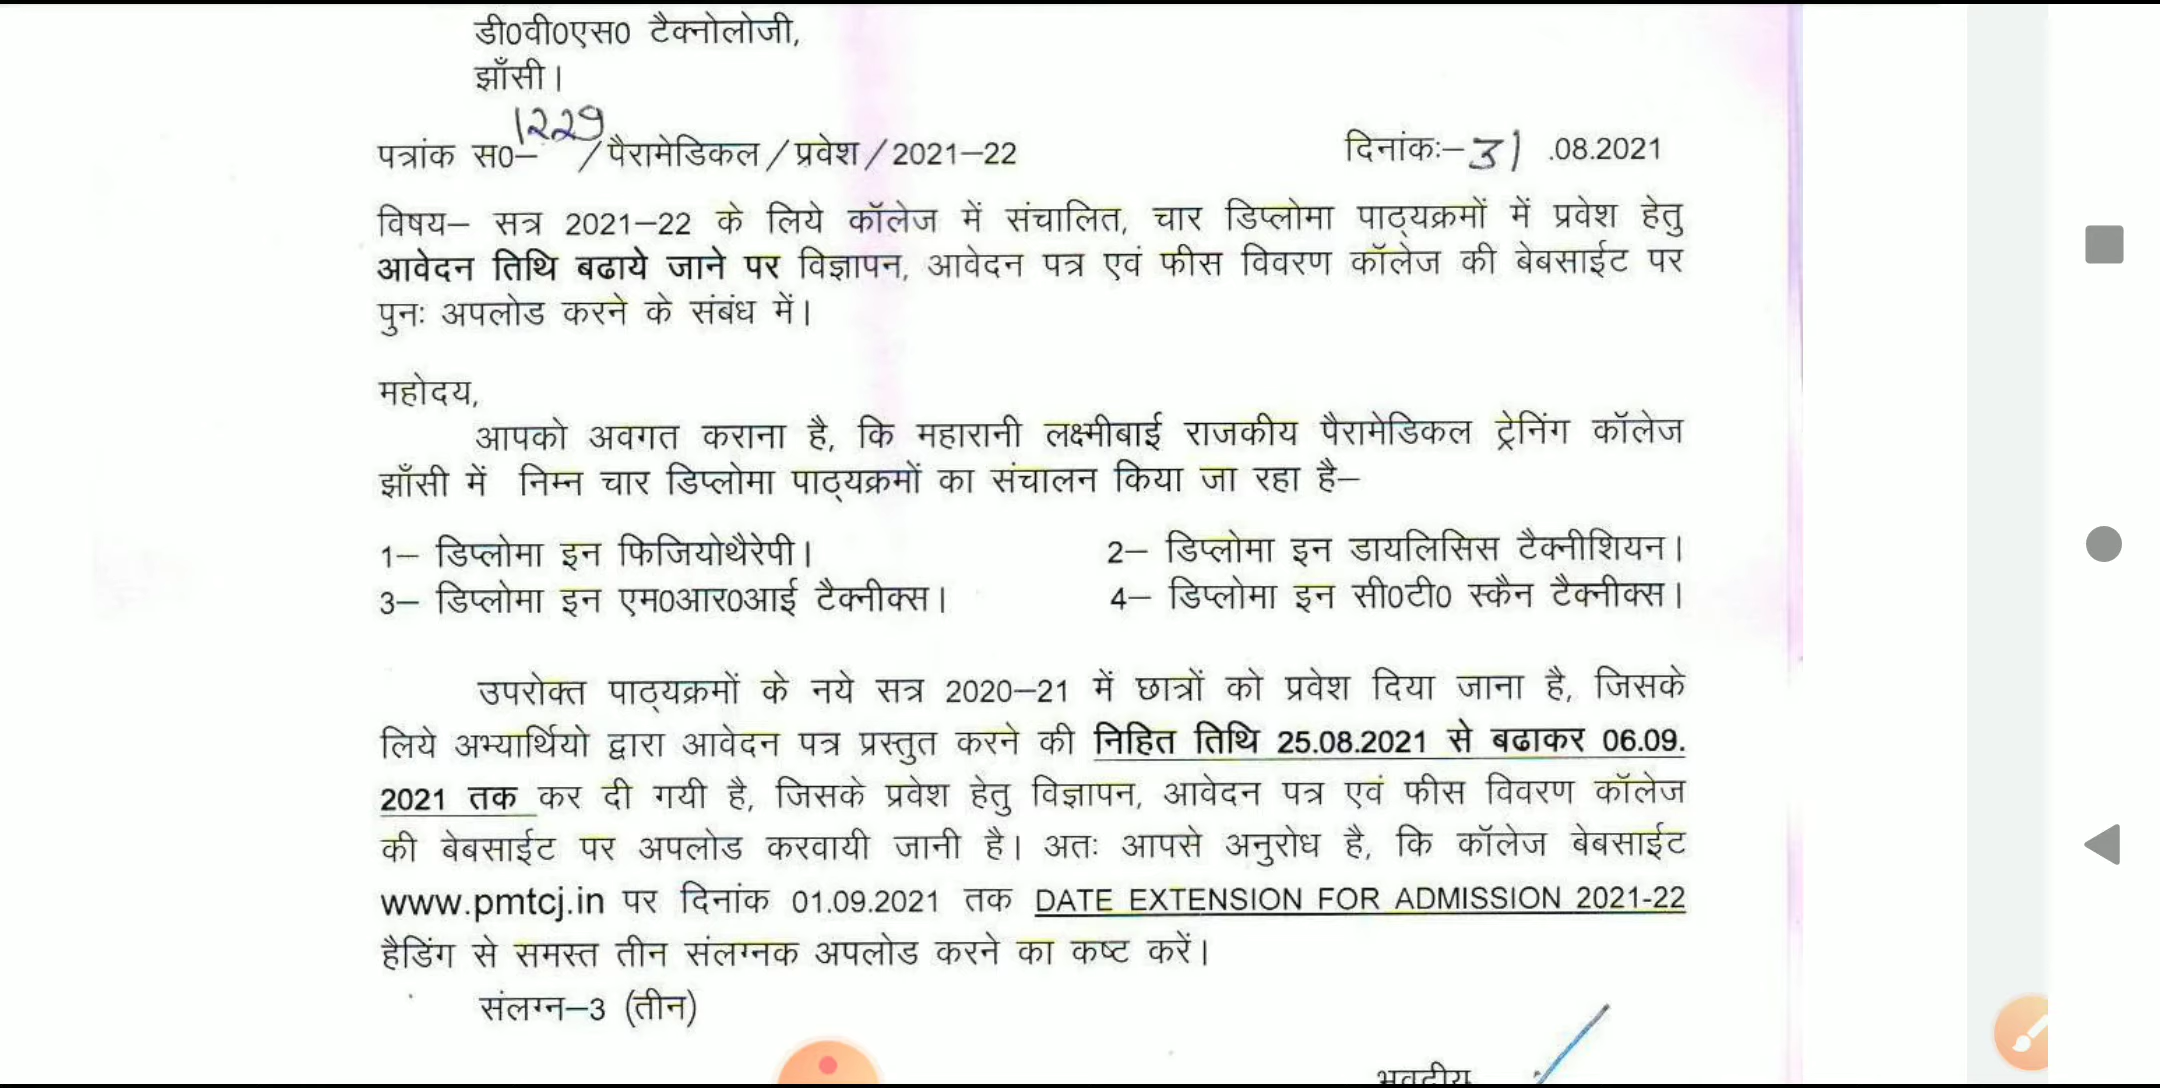 डी0वी0एस0 टैक्नोलोजी,
झाँसी।
पत्रांक स0– 1229 /पैरामेडिकल/प्रवेश/2021–22 दिनांकः– 31 .08.2021
विषय– सत्र 2021–22 के लिये कॉलेज में संचालित, चार डिप्लोमा पाठ्यक्रमों में प्रवेश हेतु
आवेदन तिथि बढाये जाने पर विज्ञापन, आवेदन पत्र एवं फीस विवरण कॉलेज की बेबसाईट पर
पुनः अपलोड करने के संबंध में।
महोदय,
आपको अवगत कराना है, कि महारानी लक्ष्मीबाई राजकीय पैरामेडिकल ट्रेनिंग कॉलेज
झाँसी में निम्न चार डिप्लोमा पाठ्यक्रमों का संचालन किया जा रहा है–
1– डिप्लोमा इन फिजियोथैरेपी। 2– डिप्लोमा इन डायलिसिस टैक्नीशियन।
3– डिप्लोमा इन एम0आर0आई टैक्नीक्स। 4– डिप्लोमा इन सी0टी0 स्कैन टैक्नीक्स।
उपरोक्त पाठ्यक्रमों के नये सत्र 2020–21 में छात्रों को प्रवेश दिया जाना है, जिसके
लिये अभ्यार्थियो द्वारा आवेदन पत्र प्रस्तुत करने की निहित तिथि 25.08.2021 से बढाकर 06.09.
2021 तक कर दी गयी है, जिसके प्रवेश हेतु विज्ञापन, आवेदन पत्र एवं फीस विवरण कॉलेज
की बेबसाईट पर अपलोड करवायी जानी है। अतः आपसे अनुरोध है, कि कॉलेज बेबसाईट
www.pmtcj.in पर दिनांक 01.09.2021 तक DATE EXTENSION FOR ADMISSION 2021-22
हैडिंग से समस्त तीन संलग्नक अपलोड करने का कष्ट करें।
संलग्न–3 (तीन)
भवदीय